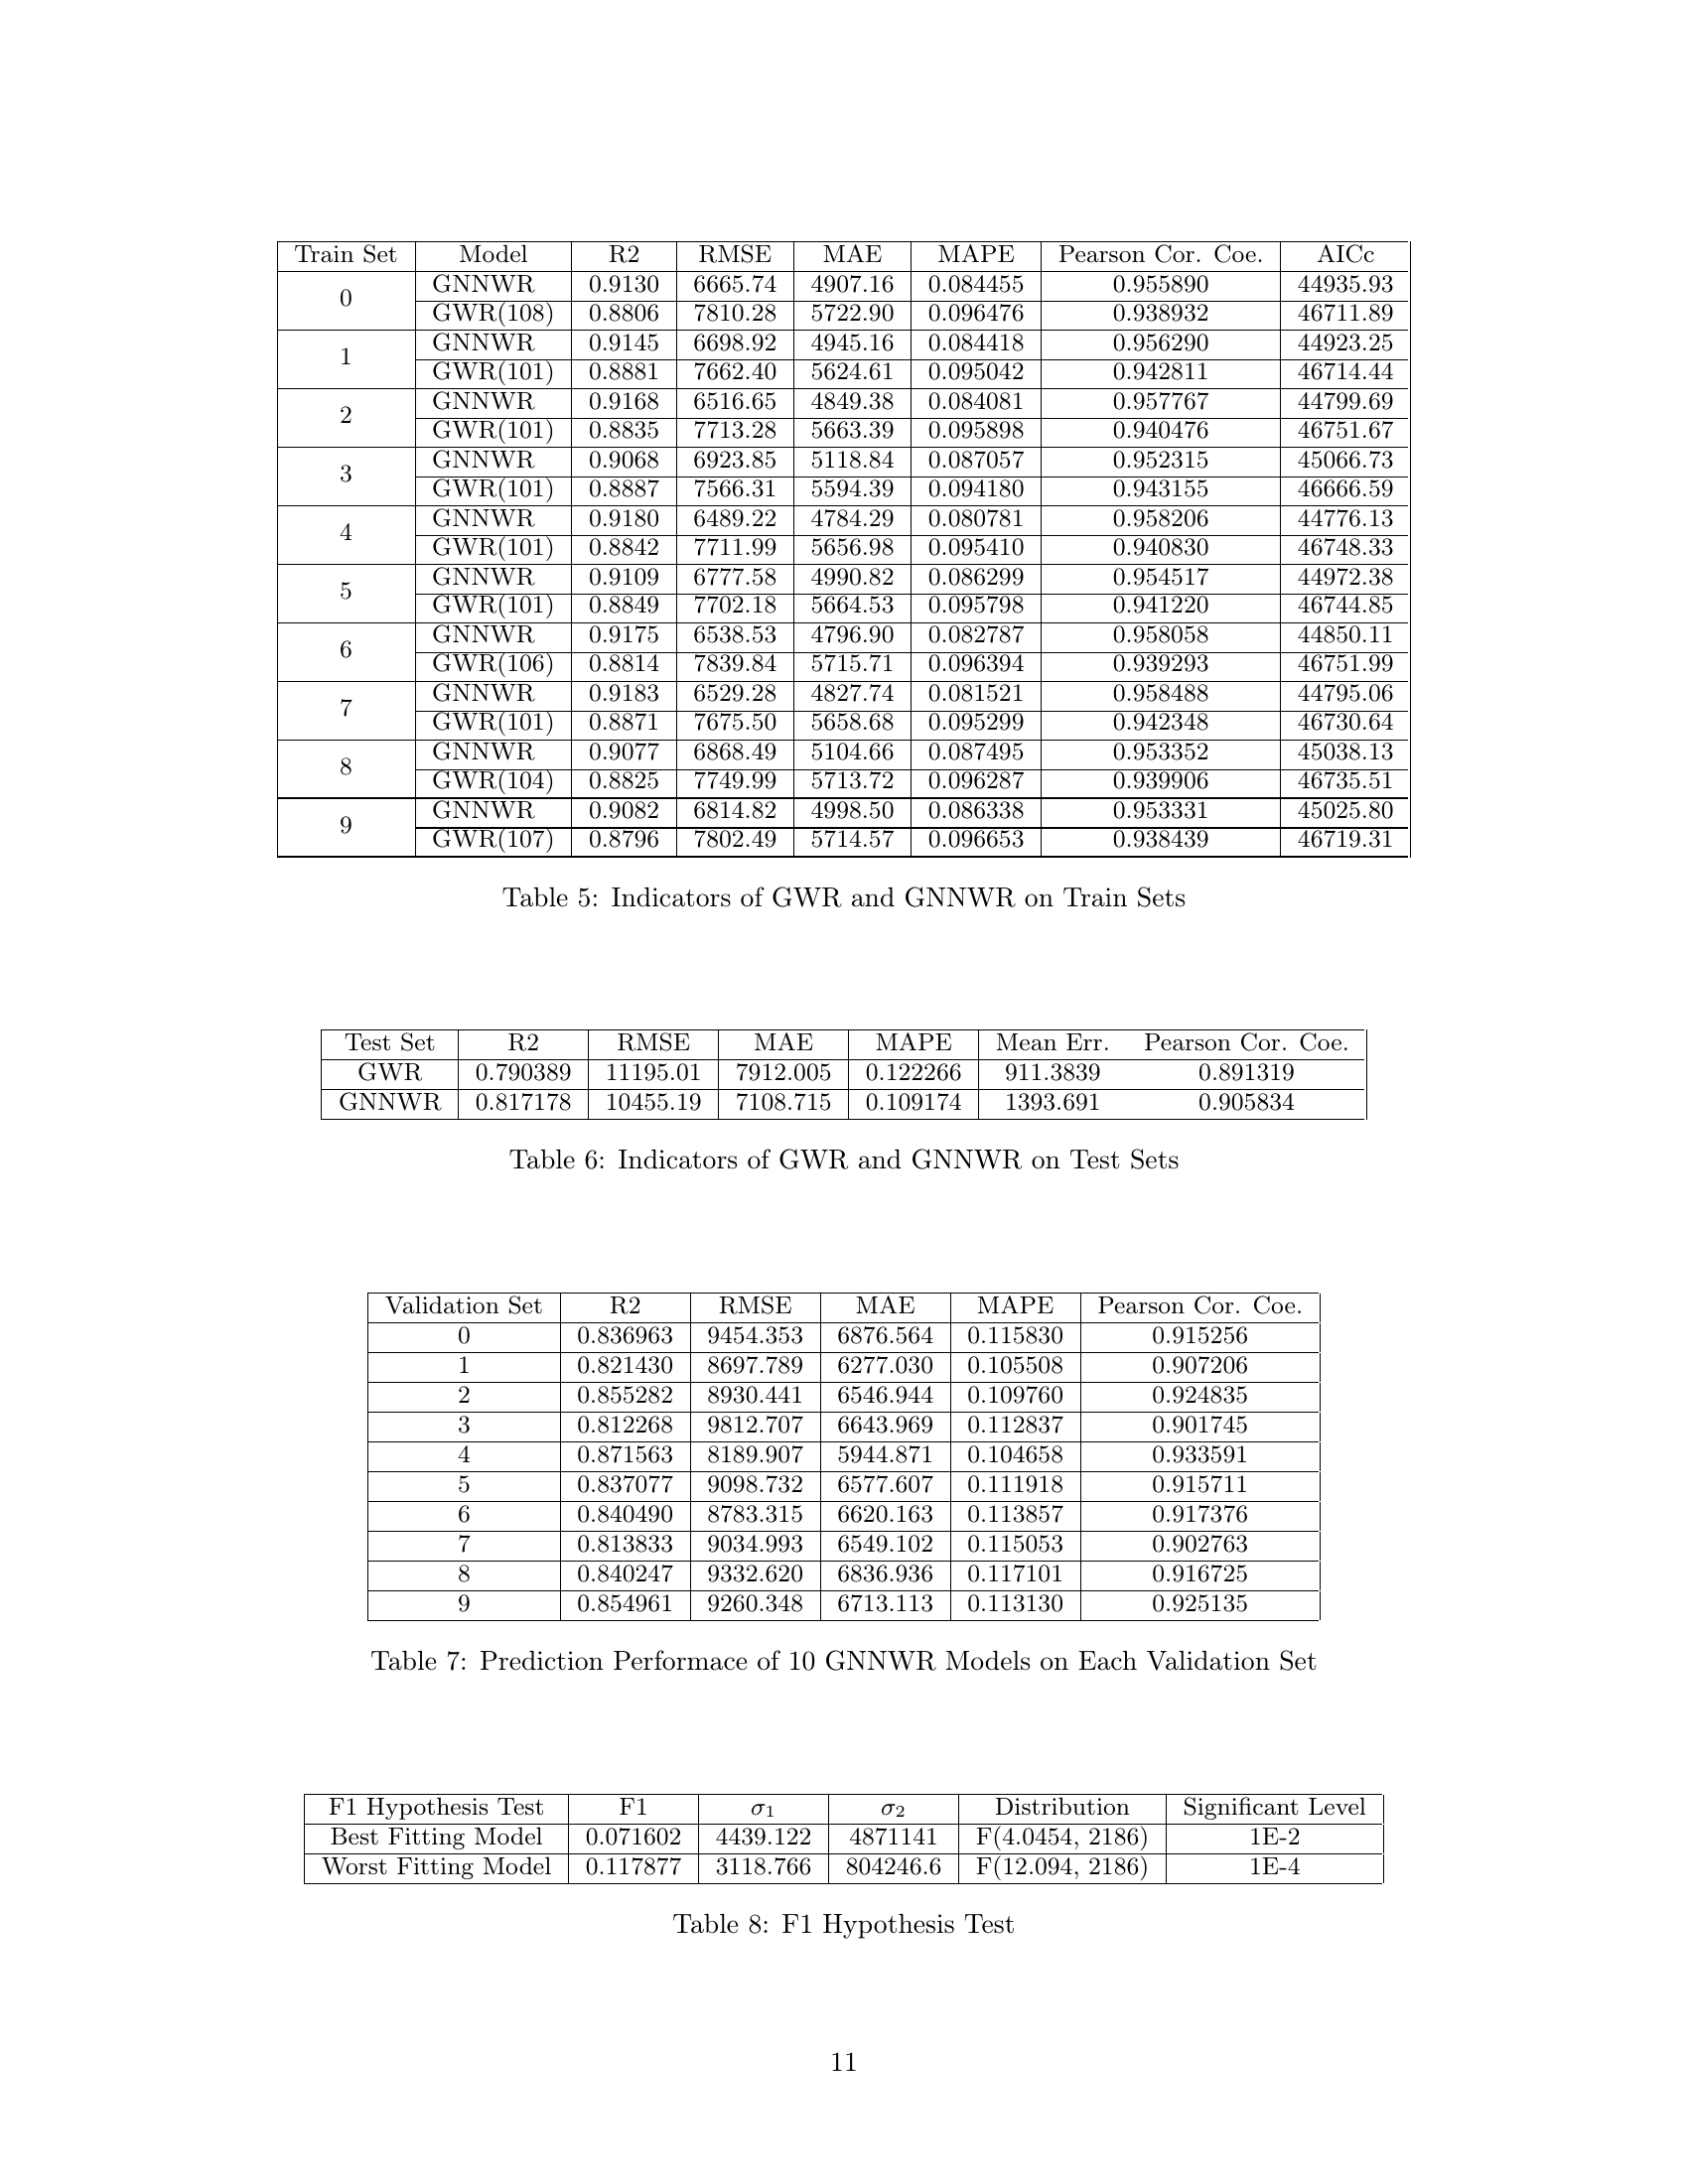 Train Set Model R2 RMSE MAE MAPE Pearson Cor. Coe. AICc
0 GNNWR 0.9130 6665.74 4907.16 0.084455 0.955890 44935.93
GWR(108) 0.8806 7810.28 5722.90 0.096476 0.938932 46711.89
1 GNNWR 0.9145 6698.92 4945.16 0.084418 0.956290 44923.25
GWR(101) 0.8881 7662.40 5624.61 0.095042 0.942811 46714.44
2 GNNWR 0.9168 6516.65 4849.38 0.084081 0.957767 44799.69
GWR(101) 0.8835 7713.28 5663.39 0.095898 0.940476 46751.67
3 GNNWR 0.9068 6923.85 5118.84 0.087057 0.952315 45066.73
GWR(101) 0.8887 7566.31 5594.39 0.094180 0.943155 46666.59
4 GNNWR 0.9180 6489.22 4784.29 0.080781 0.958206 44776.13
GWR(101) 0.8842 7711.99 5656.98 0.095410 0.940830 46748.33
5 GNNWR 0.9109 6777.58 4990.82 0.086299 0.954517 44972.38
GWR(101) 0.8849 7702.18 5664.53 0.095798 0.941220 46744.85
6 GNNWR 0.9175 6538.53 4796.90 0.082787 0.958058 44850.11
GWR(106) 0.8814 7839.84 5715.71 0.096394 0.939293 46751.99
7 GNNWR 0.9183 6529.28 4827.74 0.081521 0.958488 44795.06
GWR(101) 0.8871 7675.50 5658.68 0.095299 0.942348 46730.64
8 GNNWR 0.9077 6868.49 5104.66 0.087495 0.953352 45038.13
GWR(104) 0.8825 7749.99 5713.72 0.096287 0.939906 46735.51
9 GNNWR 0.9082 6814.82 4998.50 0.086338 0.953331 45025.80
GWR(107) 0.8796 7802.49 5714.57 0.096653 0.938439 46719.31
Table 5: Indicators of GWR and GNNWR on Train Sets
Test Set R2 RMSE MAE MAPE Mean Err. Pearson Cor. Coe.
GWR 0.790389 11195.01 7912.005 0.122266 911.3839 0.891319
GNNWR 0.817178 10455.19 7108.715 0.109174 1393.691 0.905834
Table 6: Indicators of GWR and GNNWR on Test Sets
Validation Set R2 RMSE MAE MAPE Pearson Cor. Coe.
0 0.836963 9454.353 6876.564 0.115830 0.915256
1 0.821430 8697.789 6277.030 0.105508 0.907206
2 0.855282 8930.441 6546.944 0.109760 0.924835
3 0.812268 9812.707 6643.969 0.112837 0.901745
4 0.871563 8189.907 5944.871 0.104658 0.933591
5 0.837077 9098.732 6577.607 0.111918 0.915711
6 0.840490 8783.315 6620.163 0.113857 0.917376
7 0.813833 9034.993 6549.102 0.115053 0.902763
8 0.840247 9332.620 6836.936 0.117101 0.916725
9 0.854961 9260.348 6713.113 0.113130 0.925135
Table 7: Prediction Performace of 10 GNNWR Models on Each Validation Set
F1 Hypothesis Test F1 σ₁ σ₂ Distribution Significant Level
Best Fitting Model 0.071602 4439.122 4871141 F(4.0454, 2186) 1E-2
Worst Fitting Model 0.117877 3118.766 804246.6 F(12.094, 2186) 1E-4
Table 8: F1 Hypothesis Test
11